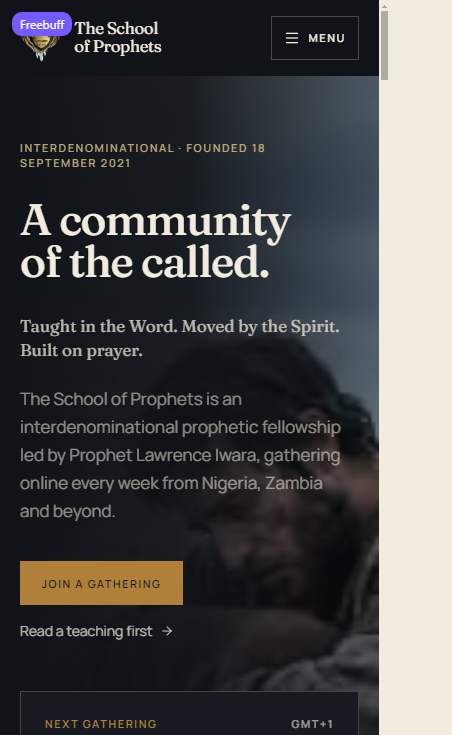 Freebuff
The School
of Prophets
MENU
INTERDENOMINATIONAL · FOUNDED 18
SEPTEMBER 2021
A community
of the called.
Taught in the Word. Moved by the Spirit.
Built on prayer.
The School of Prophets is an
interdenominational prophetic fellowship
led by Prophet Lawrence Iwara, gathering
online every week from Nigeria, Zambia
and beyond.
JOIN A GATHERING
Read a teaching first →
NEXT GATHERING
GMT+1